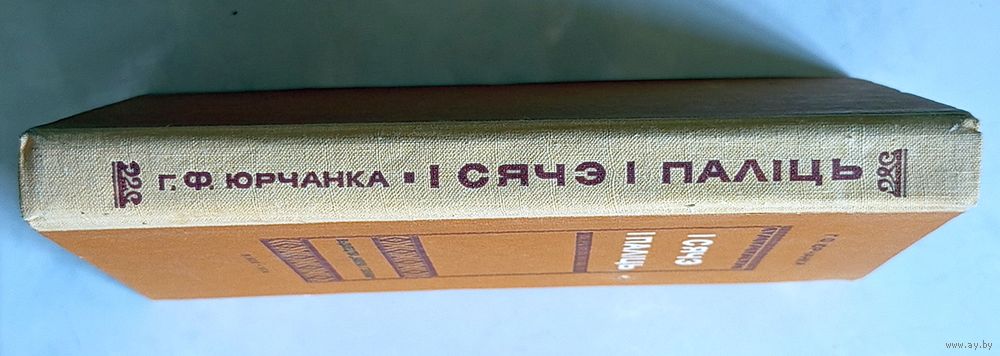 Г. Ф. ЮРЧАНКА ▪ І СЯЧЭ І ПАЛІЦЬ
І СЯЧЭ
І ПАЛІЦЬ
www.ay.by